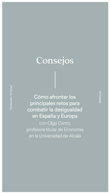 Consejos
Cómo afrontar los
principales retos para
combatir la desigualdad
en España y Europa
con Olga Cantó,
profesora titular de Economía
en la Universidad de Alcalá